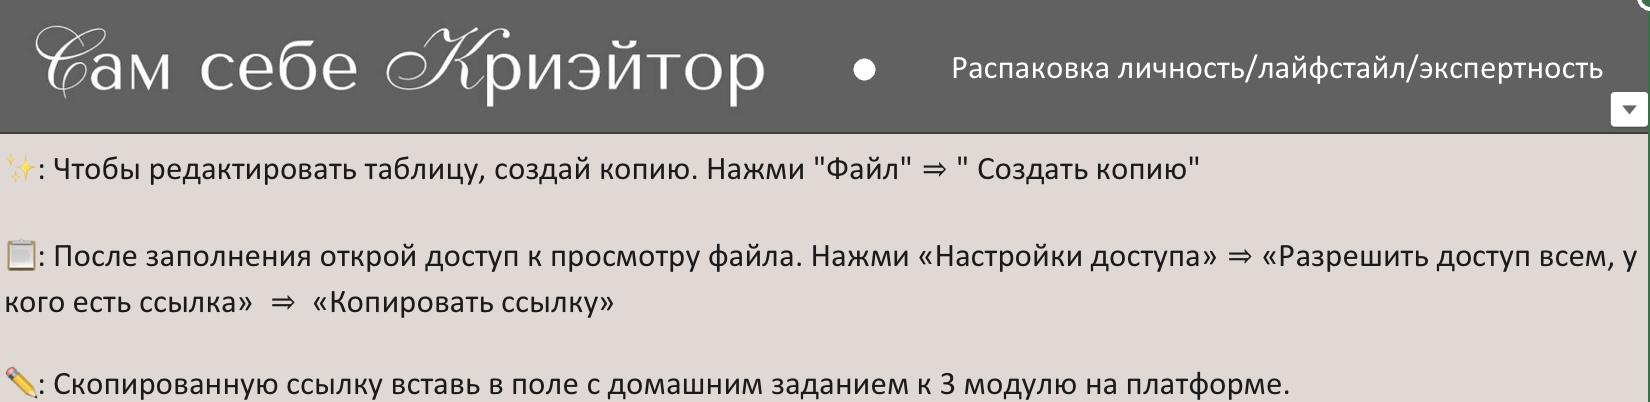 Сам себе Криэйтор ● Распаковка личность/лайфстайл/экспертность
✨: Чтобы редактировать таблицу, создай копию. Нажми "Файл" ⇒ " Создать копию"
📋: После заполнения открой доступ к просмотру файла. Нажми «Настройки доступа» ⇒ «Разрешить доступ всем, у
кого есть ссылка» ⇒ «Копировать ссылку»
✏️: Скопированную ссылку вставь в поле с домашним заданием к 3 модулю на платформе.